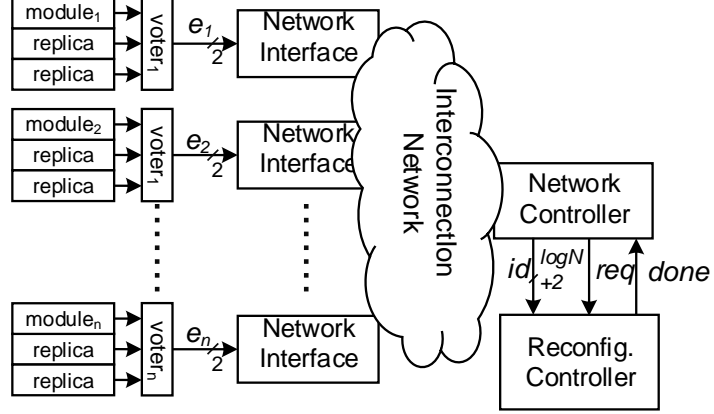 module1
replica
replica
voter1
e1
2
Network
Interface
module2
replica
replica
voter1
e2
2
Network
Interface
modulen
replica
replica
votern
en
2
Network
Interface
InterconnectIon
Network
Network
Controller
id
logN
+2
req
done
Reconfig.
Controller